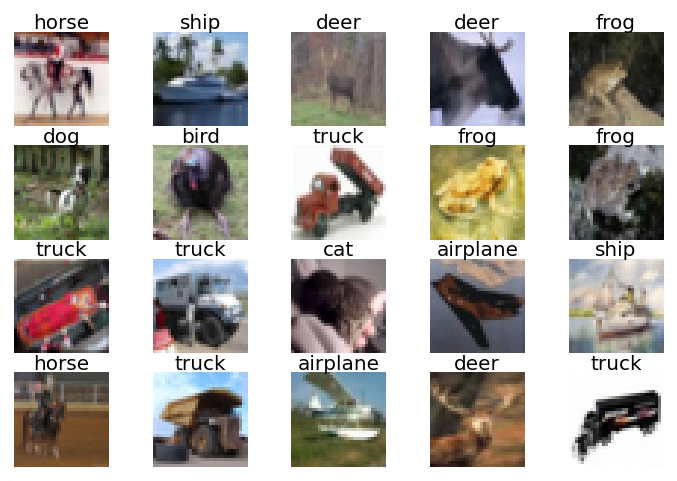 horse ship deer deer frog
dog bird truck frog frog
truck truck cat airplane ship
horse truck airplane deer truck